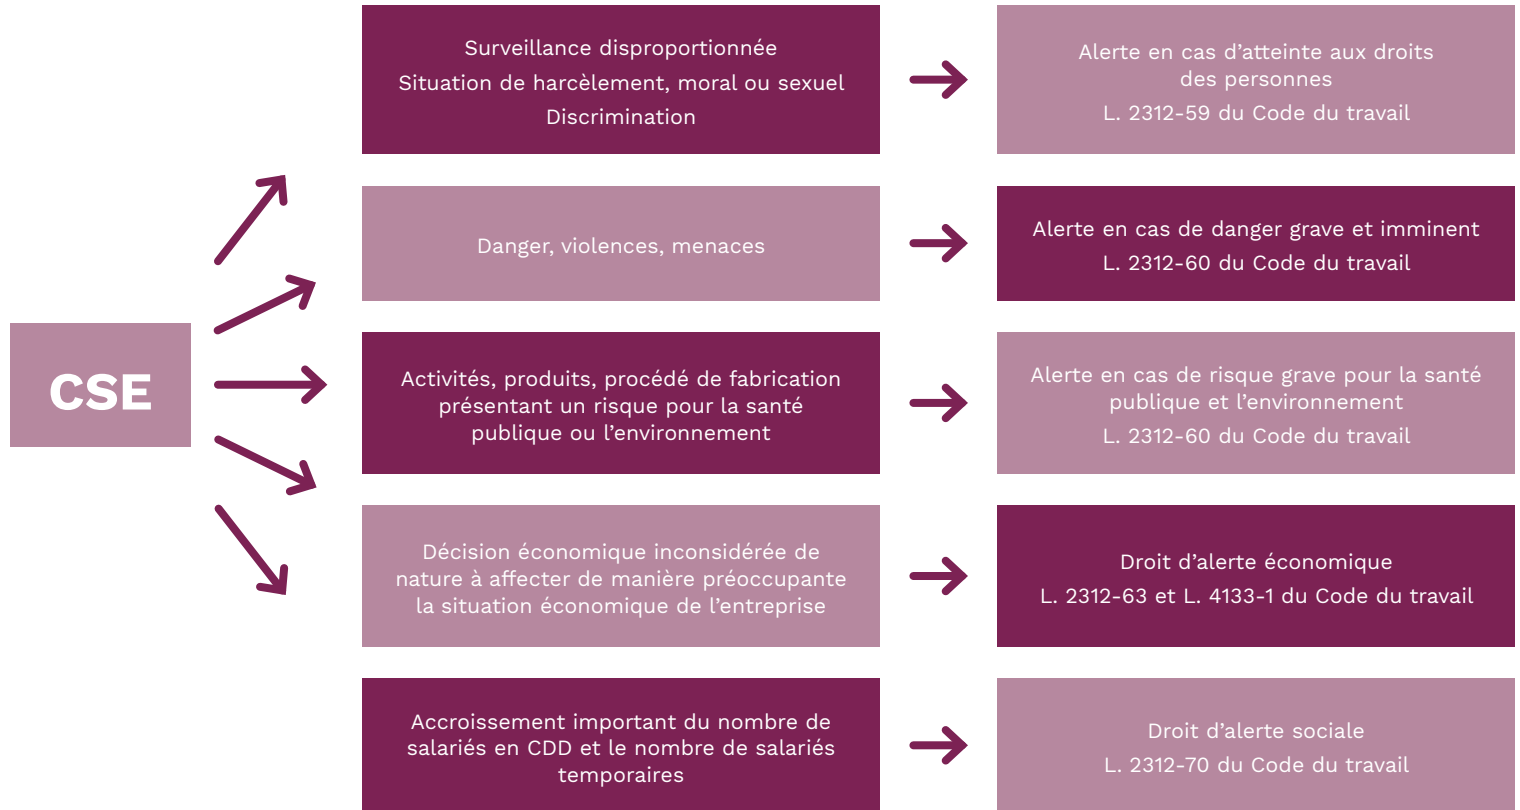 CSE
Surveillance disproportionnée
Situation de harcèlement, moral ou sexuel
Discrimination
Alerte en cas d’atteinte aux droits
des personnes
L. 2312-59 du Code du travail
Danger, violences, menaces
Alerte en cas de danger grave et imminent
L. 2312-60 du Code du travail
Activités, produits, procédé de fabrication
présentant un risque pour la santé
publique ou l’environnement
Alerte en cas de risque grave pour la santé
publique et l’environnement
L. 2312-60 du Code du travail
Décision économique inconsidérée de
nature à affecter de manière préoccupante
la situation économique de l’entreprise
Droit d’alerte économique
L. 2312-63 et L. 4133-1 du Code du travail
Accroissement important du nombre de
salariés en CDD et le nombre de salariés
temporaires
Droit d’alerte sociale
L. 2312-70 du Code du travail